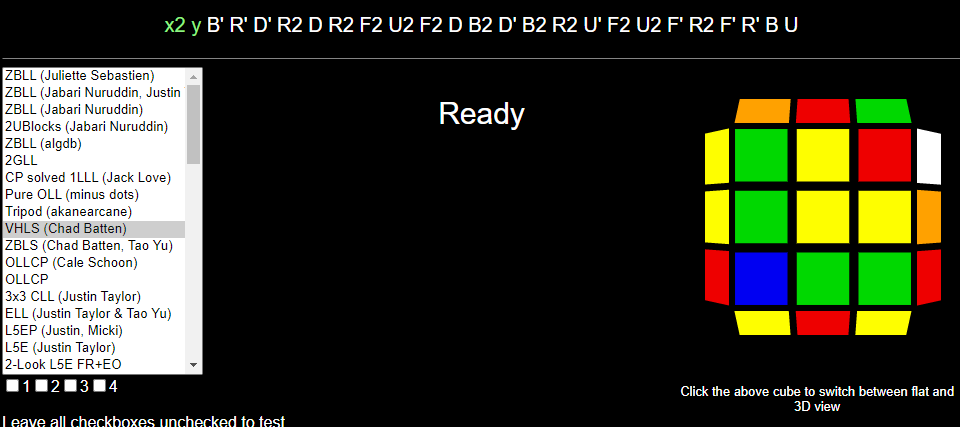 x2 y B' R' D' R2 D R2 F2 U2 F2 D B2 D' B2 R2 U' F2 U2 F' R2 F' R' B U
ZBLL (Juliette Sebastien)
ZBLL (Jabari Nuruddin, Justin
ZBLL (Jabari Nuruddin)
2UBlocks (Jabari Nuruddin)
ZBLL (algdb)
2GLL
CP solved 1LLL (Jack Love)
Pure OLL (minus dots)
Tripod (akanearcane)
VHLS (Chad Batten)
ZBLS (Chad Batten, Tao Yu)
OLLCP (Cale Schoon)
OLLCP
3x3 CLL (Justin Taylor)
ELL (Justin Taylor & Tao Yu)
L5EP (Justin, Micki)
L5E (Justin Taylor)
2-Look L5E FR+EO
1 2 3 4
Leave all checkboxes unchecked to test
Ready
Click the above cube to switch between flat and
3D view